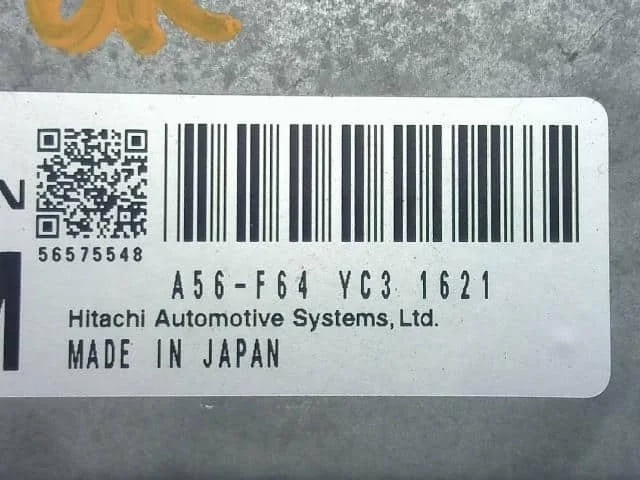 N
56575548
A56-F64 YC3 1621
Hitachi Automotive Systems, Ltd.
MADE IN JAPAN